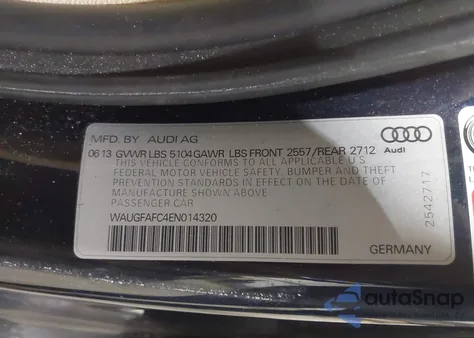 MFD. BY AUDI AG
Audi
0613 GVWR LBS 5104 GAWR LBS FRONT 2557/REAR 2712
THIS VEHICLE CONFORMS TO ALL APPLICABLE U.S
FEDERAL MOTOR VEHICLE SAFETY, BUMPER AND THEFT
PREVENTION STANDARDS IN EFFECT ON THE DATE OF
MANUFACTURE SHOWN ABOVE
PASSENGER CAR
WAUGFAFC4EN014320
GERMANY
2542717
autoSnap